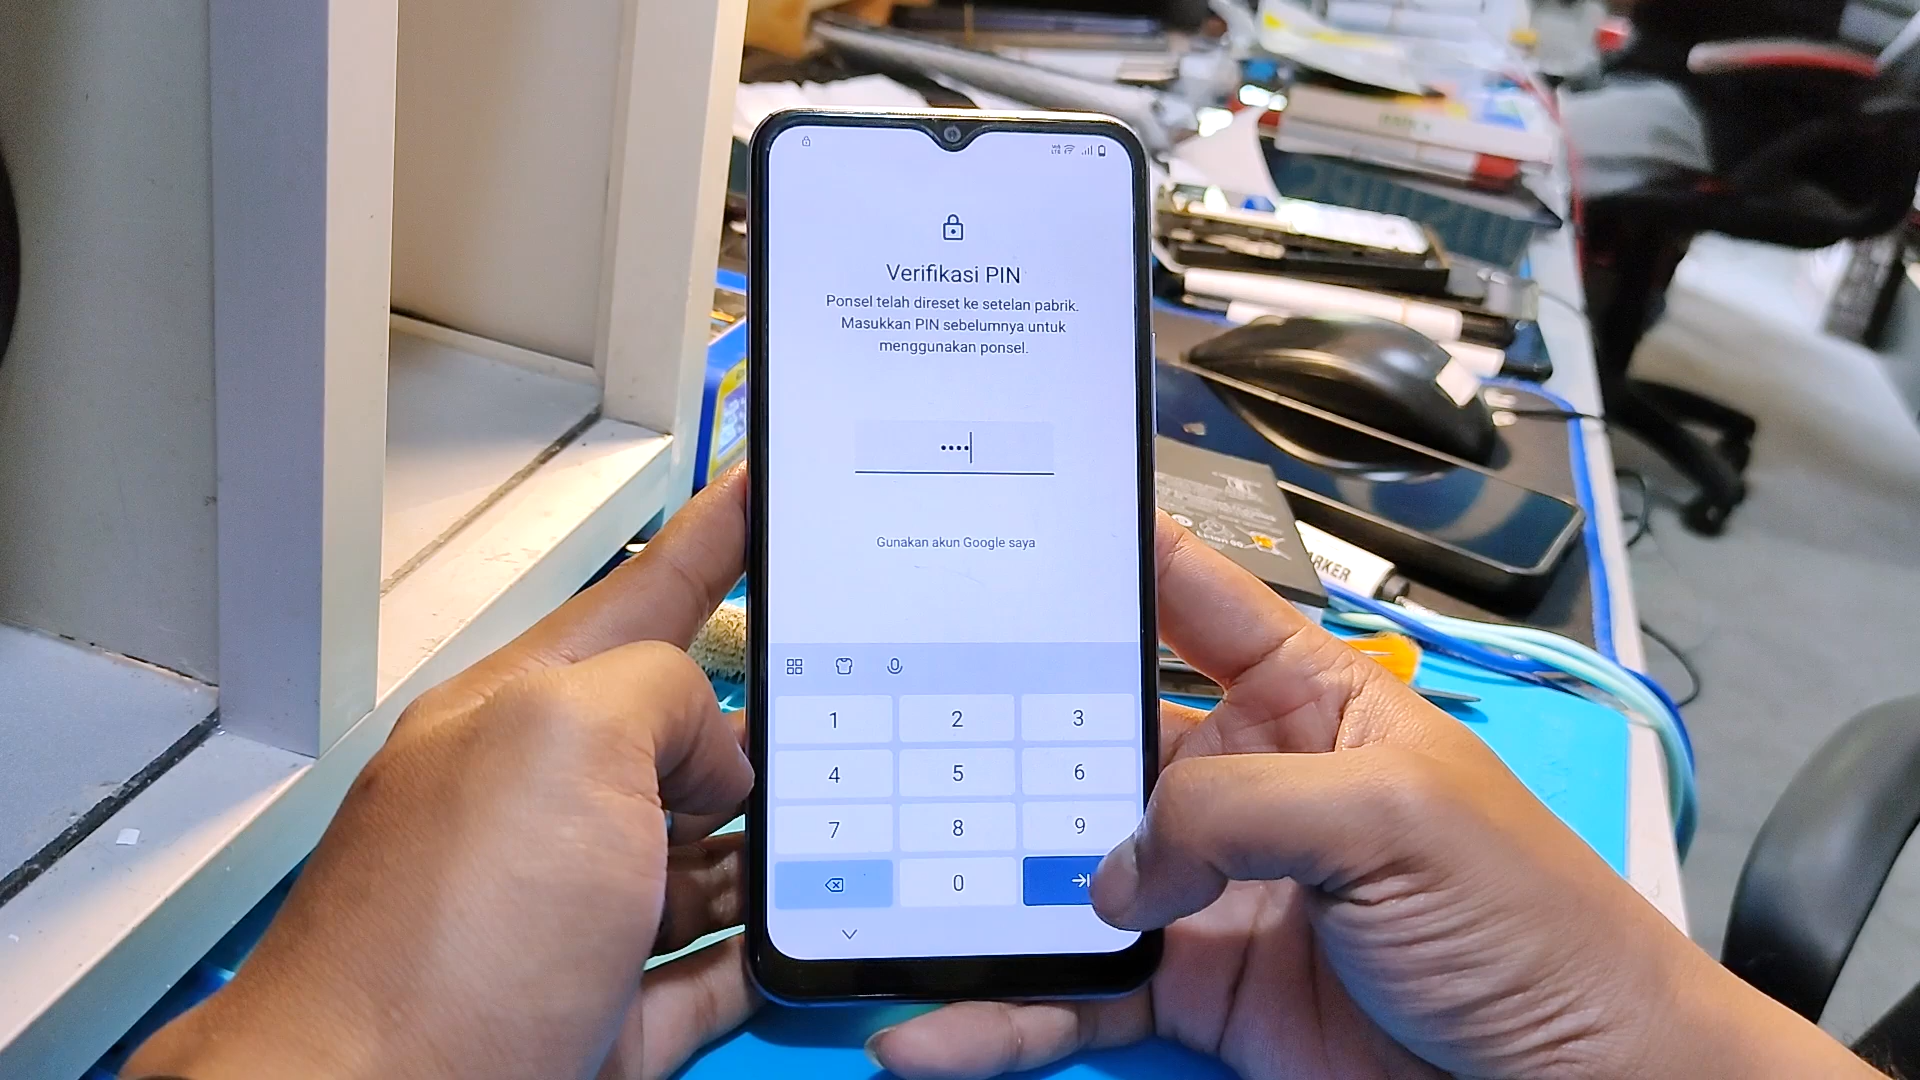 Verifikasi PIN
Ponsel telah direset ke setelan pabrik.
Masukkan PIN sebelumnya untuk
menggunakan ponsel.
••••
Gunakan akun Google saya
1 2 3
4 5 6
7 8 9
0